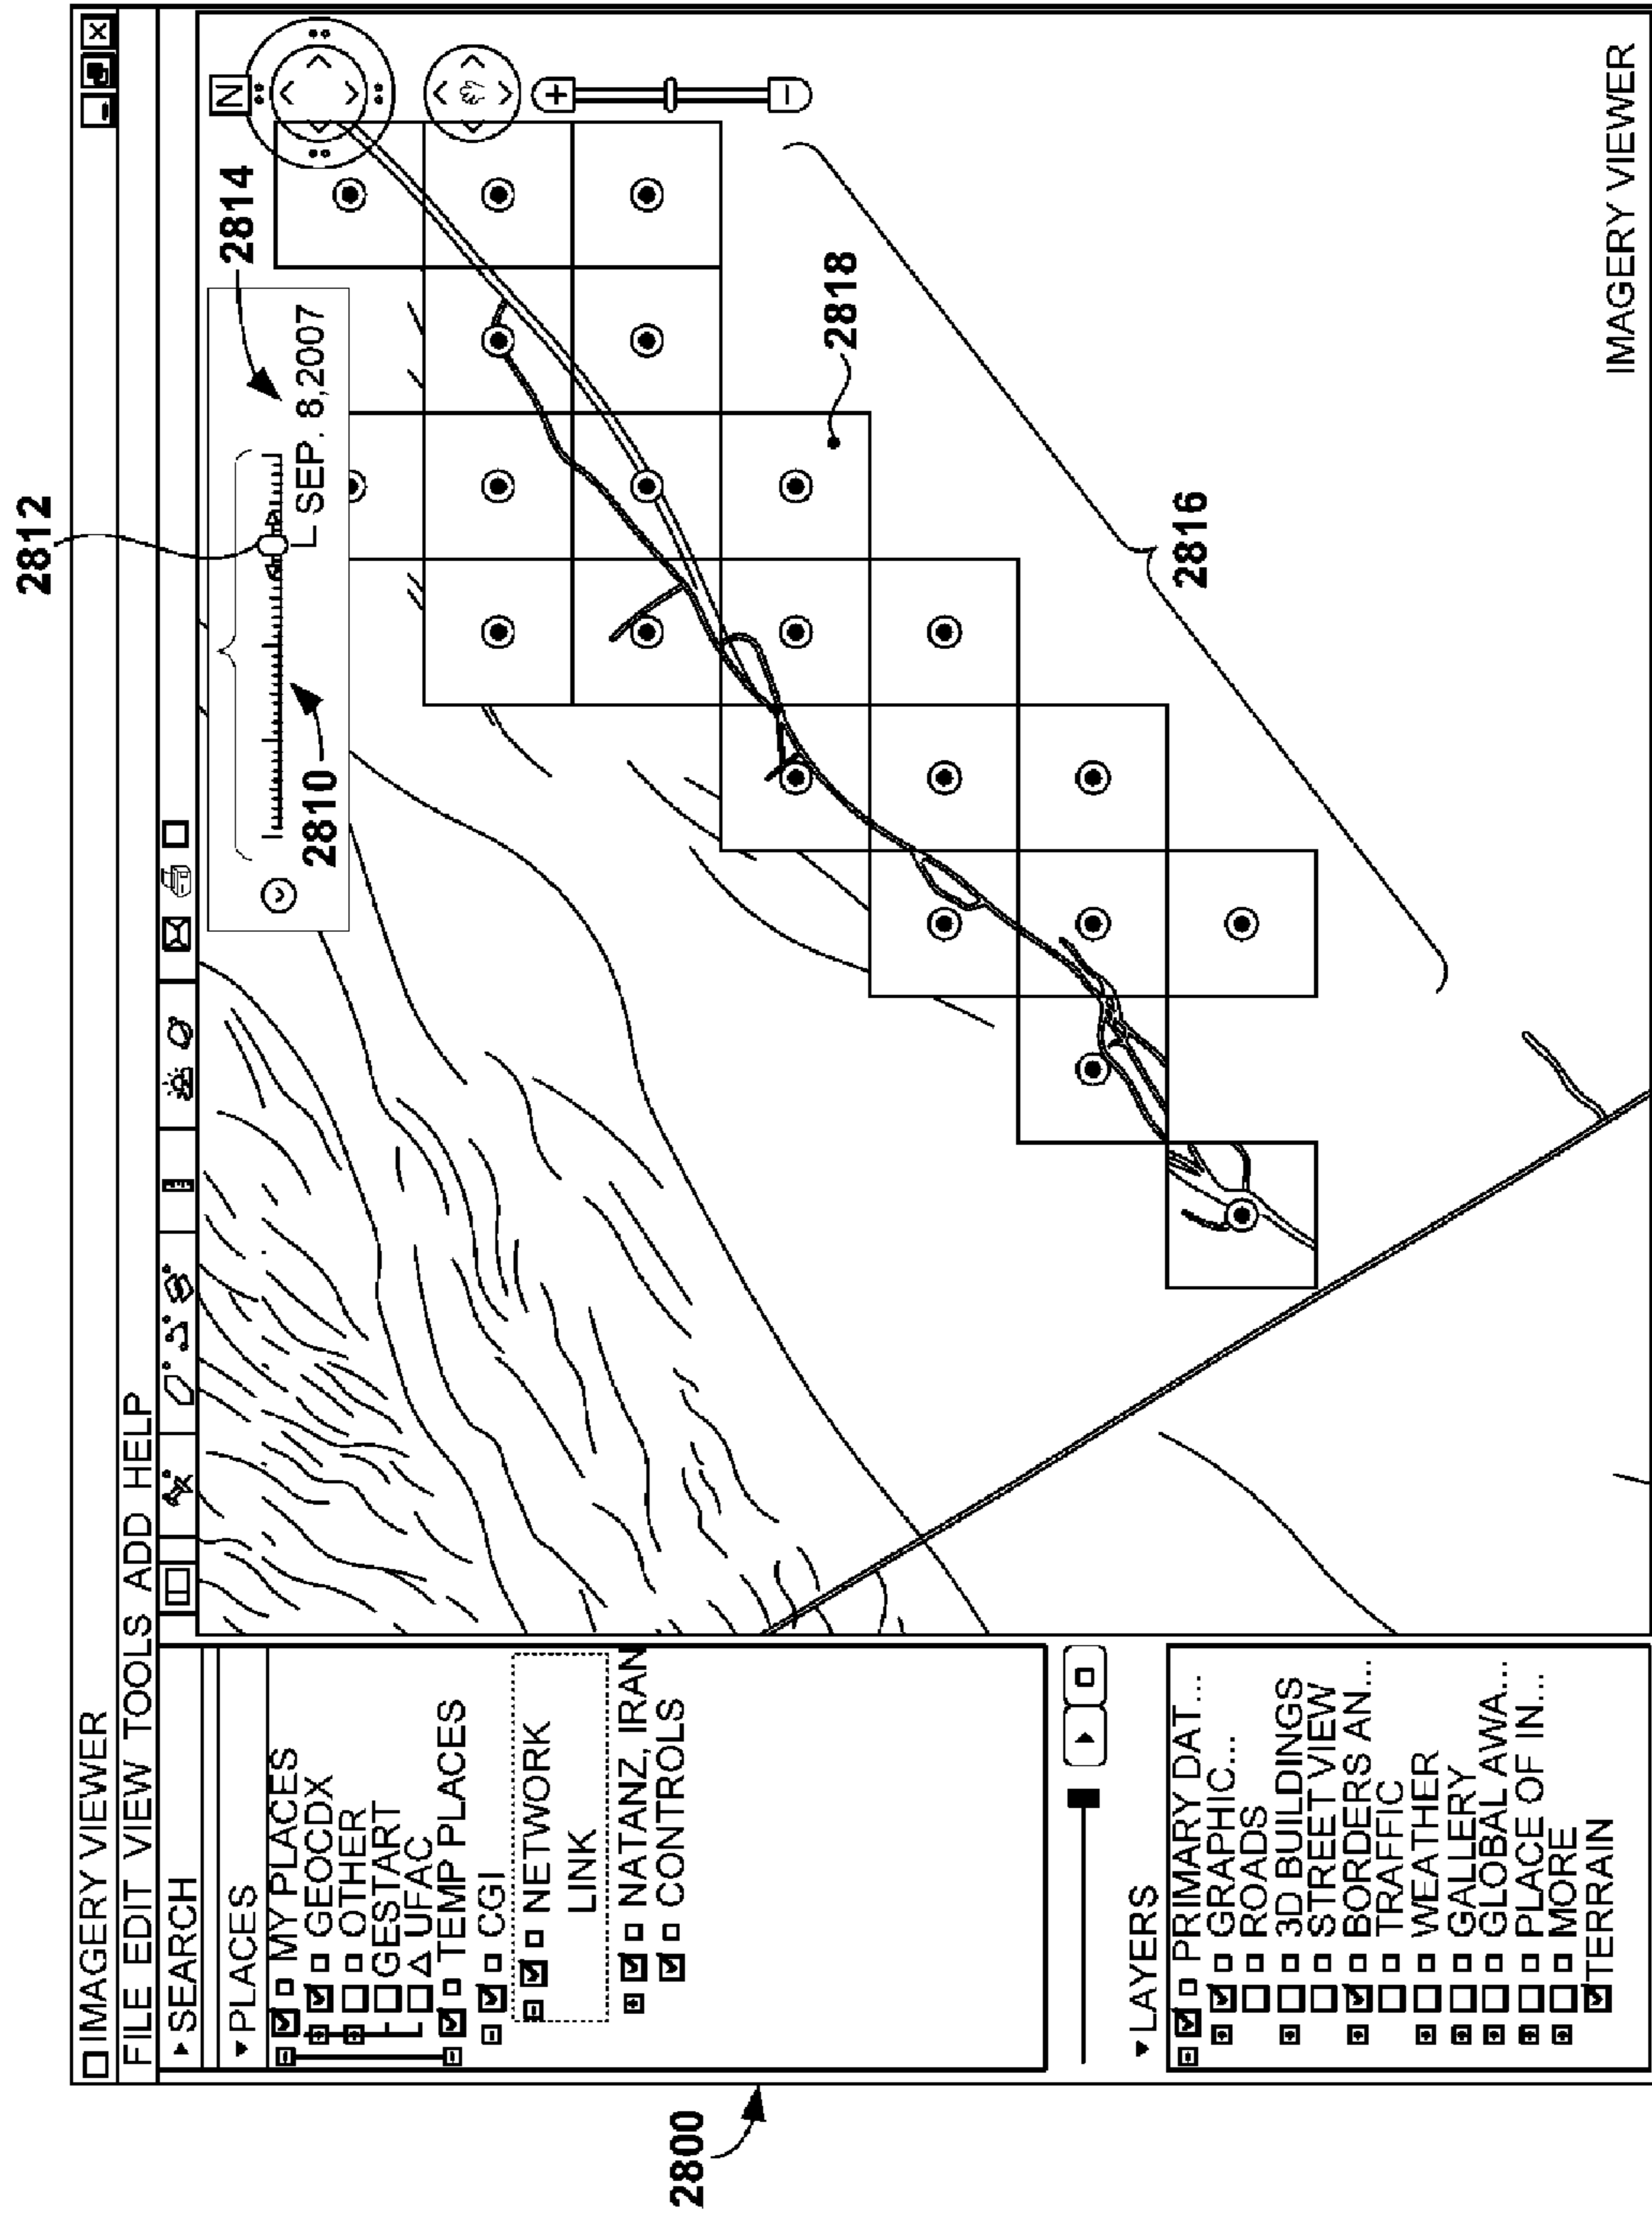 IMAGERY VIEWER
FILE EDIT VIEW TOOLS ADD HELP
SEARCH
PLACES
MY PLACES
GEOCDX
OTHER
GESTART
UFAC
TEMP PLACES
CGI
NETWORK
LINK
NATANZ, IRAN
CONTROLS
LAYERS
PRIMARY DAT...
GRAPHIC...
ROADS
3D BUILDINGS
STREET VIEW
BORDERS AN...
TRAFFIC
WEATHER
GALLERY
GLOBAL AWA...
PLACE OF IN...
MORE
TERRAIN
2812
2814
N
SEP. 8,2007
2810
2818
2816
IMAGERY VIEWER
2800